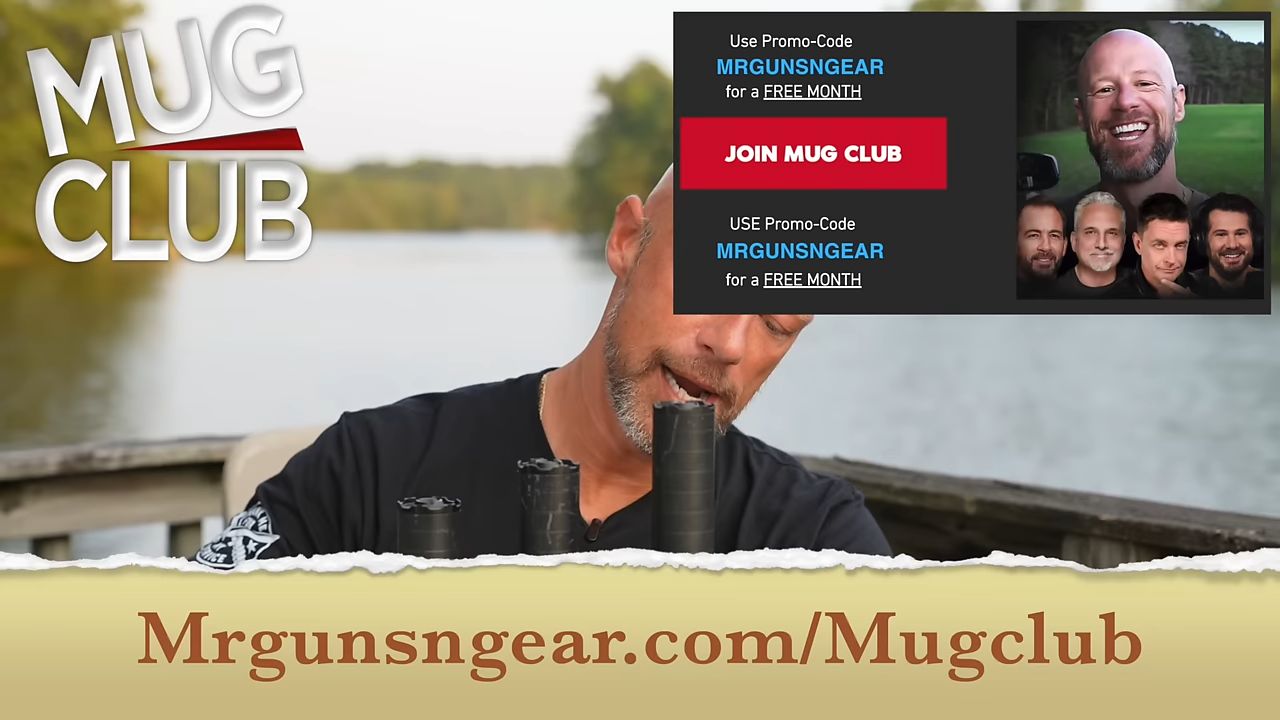 MUG
CLUB
Use Promo-Code
MRGUNSNGEAR
for a FREE MONTH
JOIN MUG CLUB
USE Promo-Code
MRGUNSNGEAR
for a FREE MONTH
Mrgunsngear.com/Mugclub